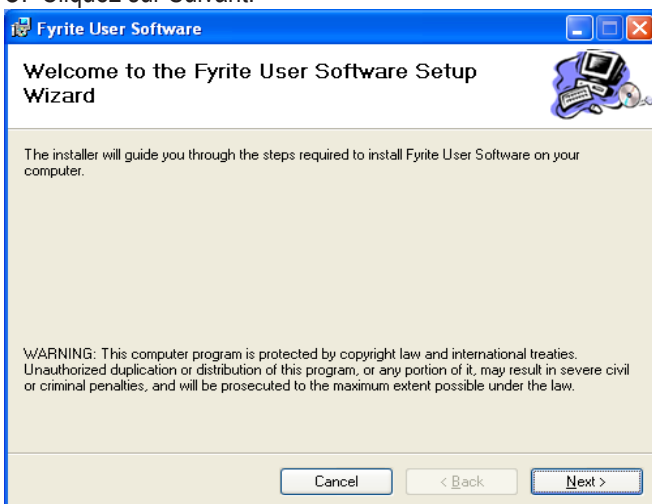 Cliquez sur Suivant.
Fyrite User Software
Welcome to the Fyrite User Software Setup
Wizard
The installer will guide you through the steps required to install Fyrite User Software on your
computer.
WARNING: This computer program is protected by copyright law and international treaties.
Unauthorized duplication or distribution of this program, or any portion of it, may result in severe civil
or criminal penalties, and will be prosecuted to the maximum extent possible under the law.
Cancel < Back Next >